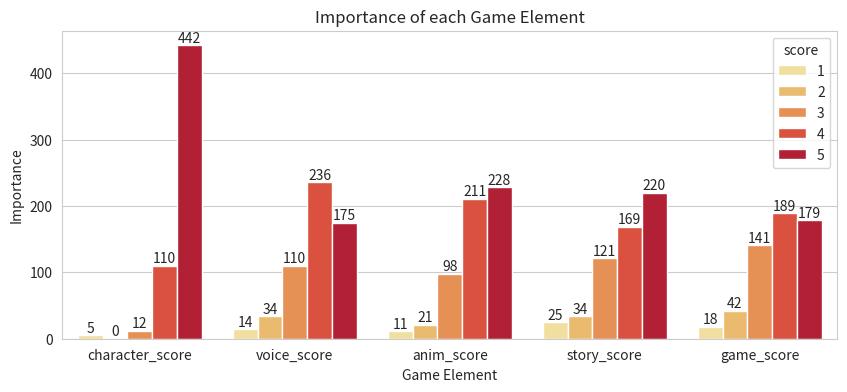 Importance of each Game Element
score
1
2
3
4
5
Importance
400
300
200
100
0
5 0 12 110 442
14 34 110 236 175
11 21 98 211 228
25 34 121 169 220
18 42 141 189 179
character_score voice_score anim_score story_score game_score
Game Element